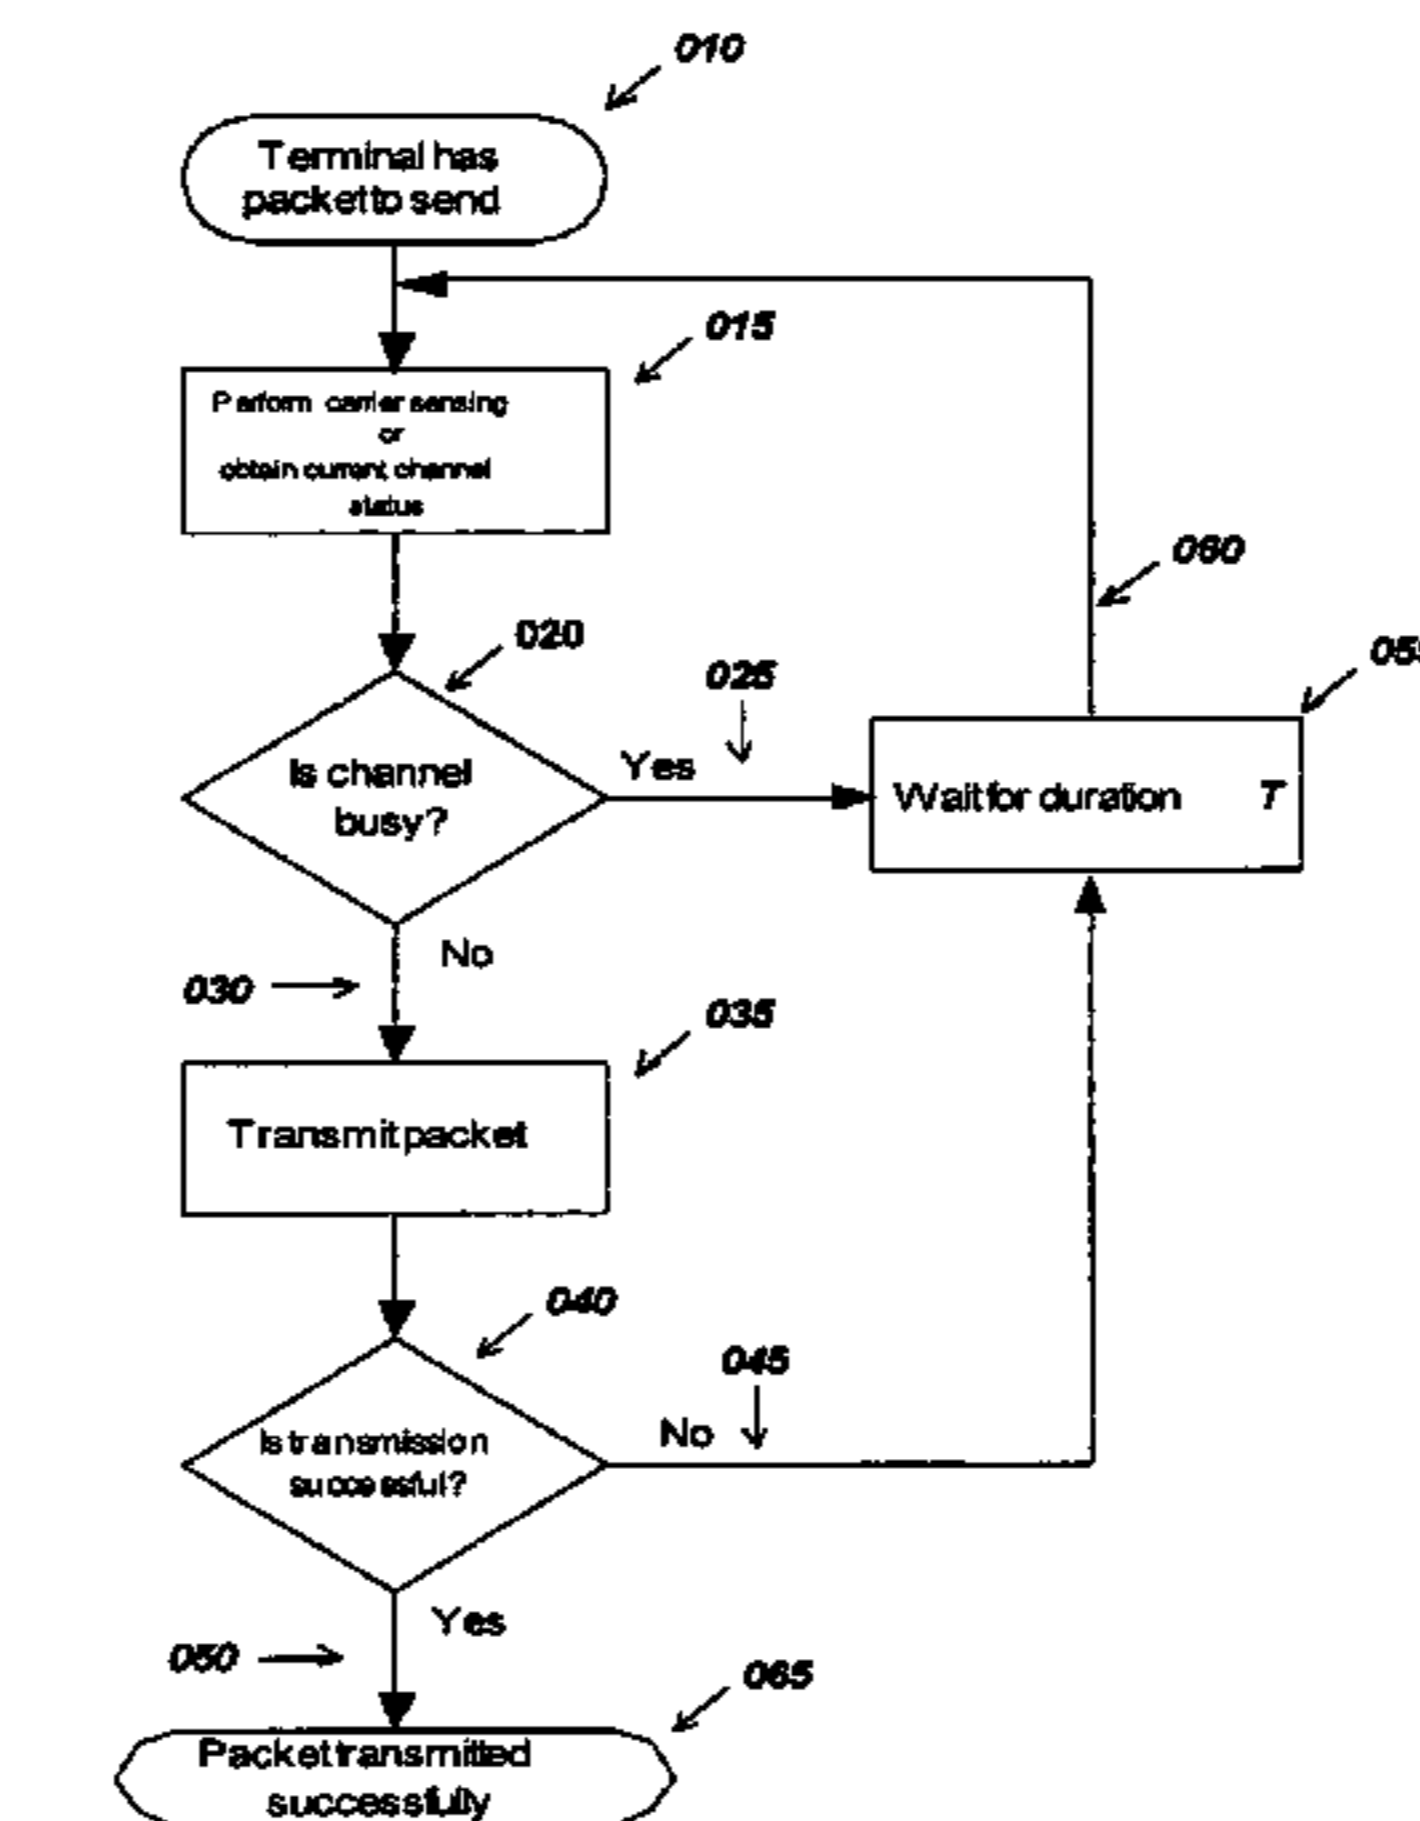 010
Terminal has
packet to send
015
Perform carrier sensing
or
obtain current channel
status
060
020
025
Is channel
busy?
Yes
Wait for duration T
No
030
035
Transmit packet
040
045
Is transmission
successful?
No
Yes
050
065
Packet transmitted
successfully